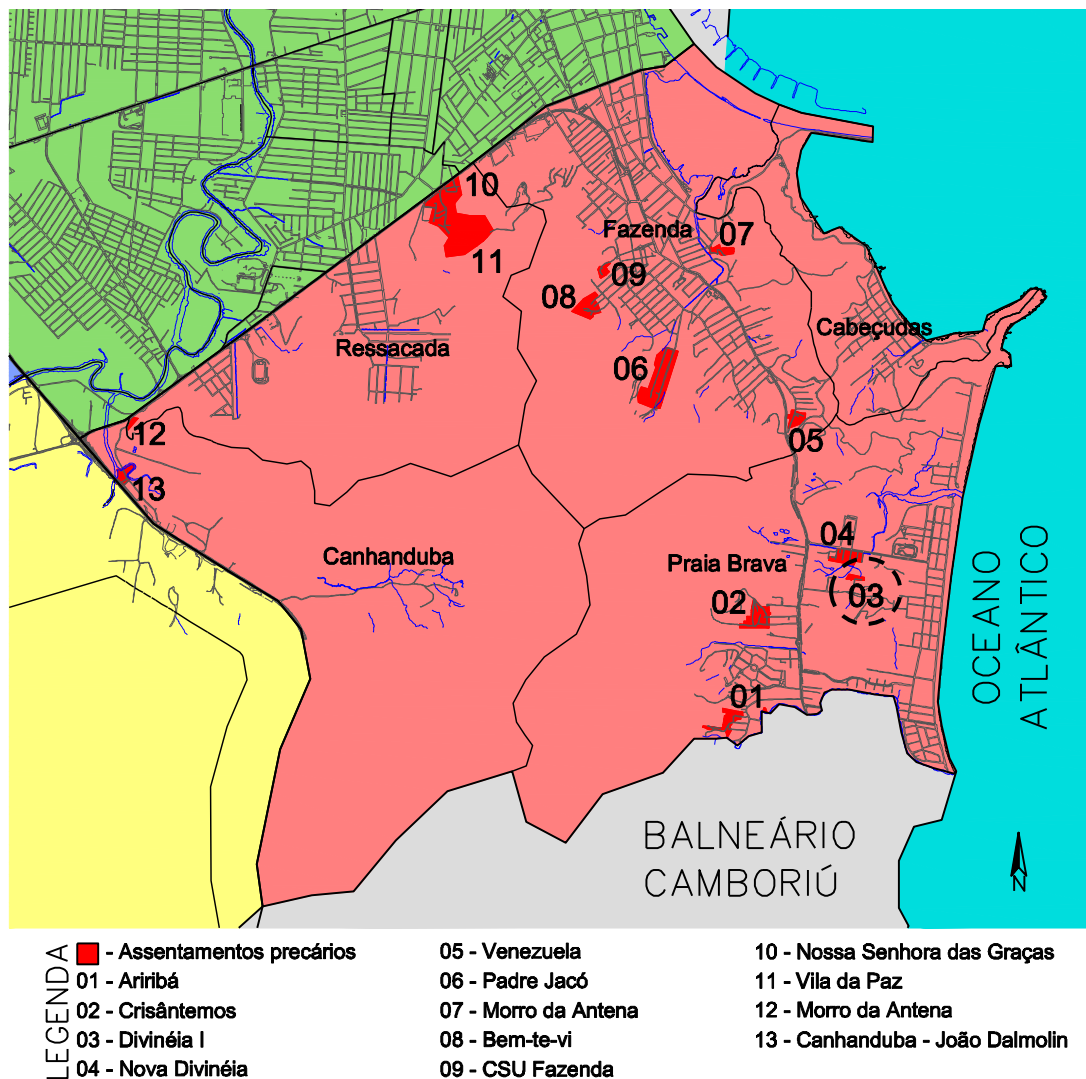 10
11
Fazenda
07
09
08
Cabeçudas
Ressacada
06
05
12
13
04
Canhanduba
Praia Brava
03
02
OCEANO
ATLÂNTICO
01
BALNEÁRIO
CAMBORIÚ
N
LEGENDA
- Assentamentos precários
01 - Ariribá
02 - Crisântemos
03 - Divinéia I
04 - Nova Divinéia
05 - Venezuela
06 - Padre Jacó
07 - Morro da Antena
08 - Bem-te-vi
09 - CSU Fazenda
10 - Nossa Senhora das Graças
11 - Vila da Paz
12 - Morro da Antena
13 - Canhanduba - João Dalmolin